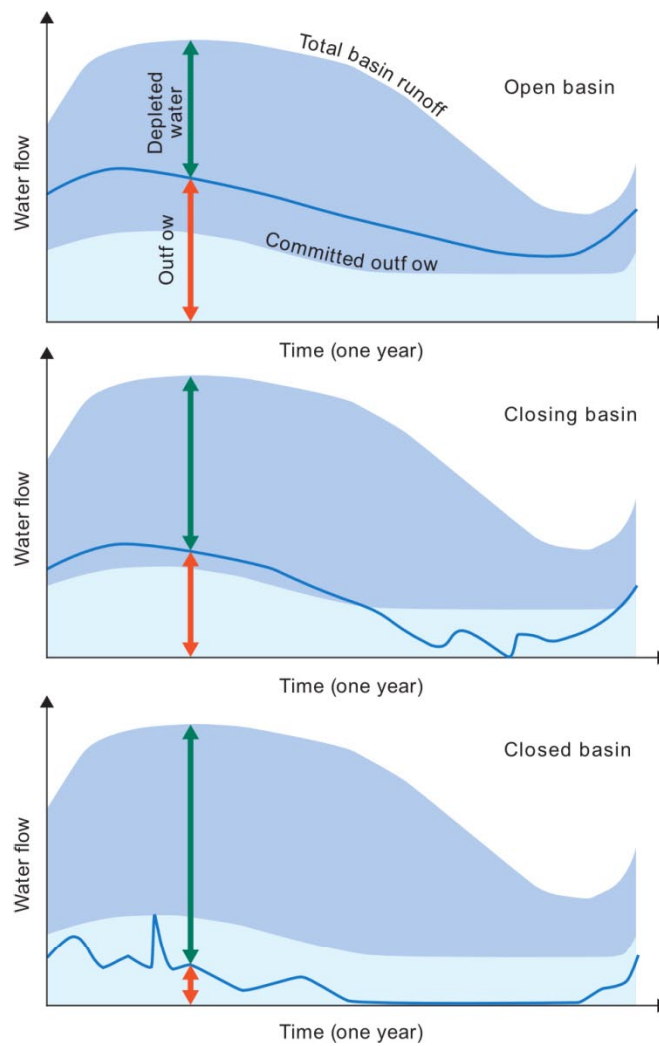 Total basin runoff
Open basin
Depleted
water
Water flow
Outf ow
Committed outf ow
Time (one year)
Closing basin
Water flow
Time (one year)
Closed basin
Water flow
Time (one year)